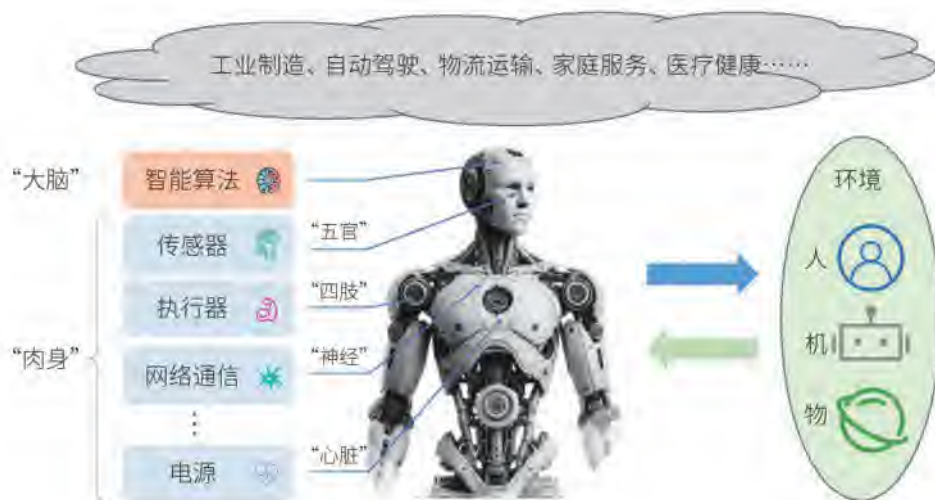 工业制造、自动驾驶、物流运输、家庭服务、医疗健康……
“大脑”
智能算法
传感器
“五官”
执行器
“四肢”
“肉身”
网络通信
“神经”
⋮
电源
“心脏”
环境
人
机
物